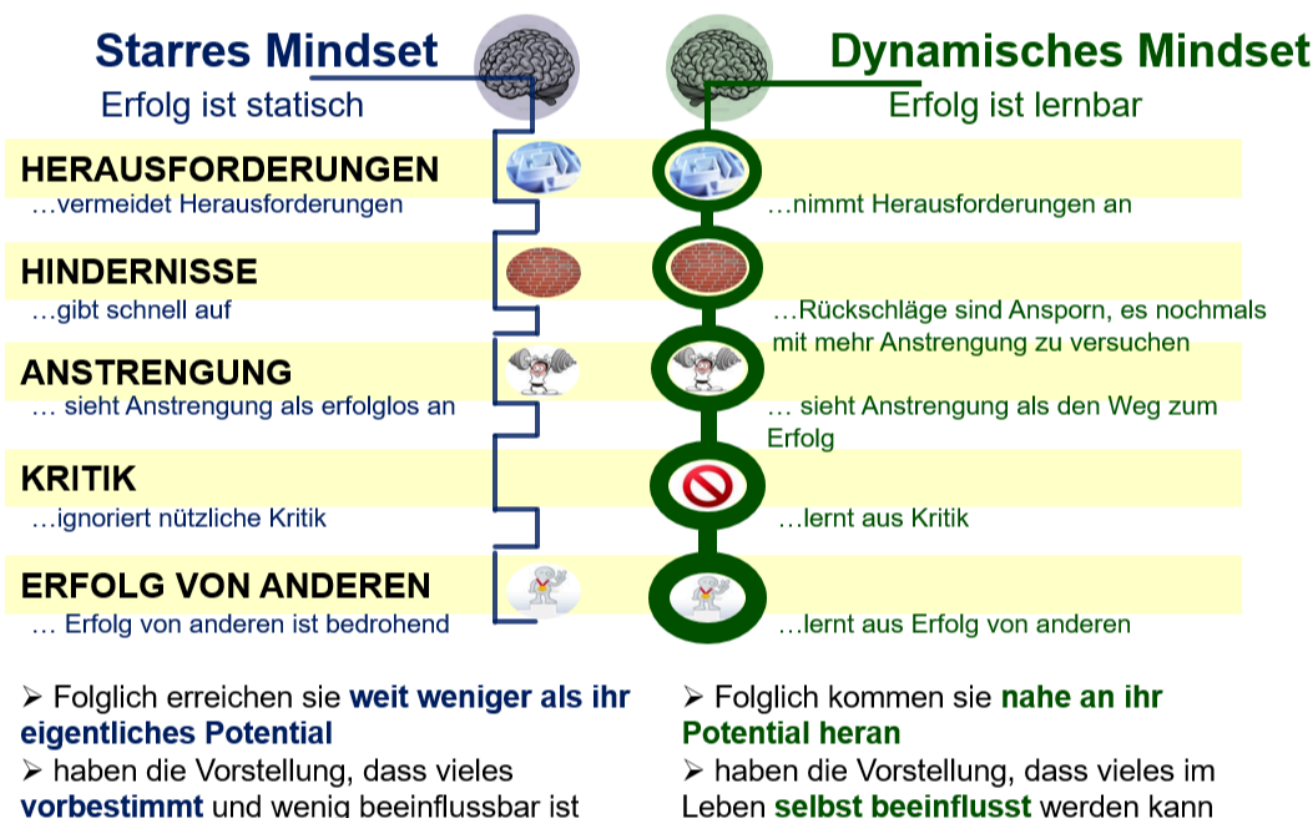 Starres Mindset
Erfolg ist statisch
Dynamisches Mindset
Erfolg ist lernbar
HERAUSFORDERUNGEN
…vermeidet Herausforderungen
…nimmt Herausforderungen an
HINDERNISSE
…gibt schnell auf
…Rückschläge sind Ansporn, es nochmals
mit mehr Anstrengung zu versuchen
ANSTRENGUNG
… sieht Anstrengung als erfolglos an
… sieht Anstrengung als den Weg zum
Erfolg
KRITIK
…ignoriert nützliche Kritik
…lernt aus Kritik
ERFOLG VON ANDEREN
… Erfolg von anderen ist bedrohend
…lernt aus Erfolg von anderen
➢ Folglich erreichen sie weit weniger als ihr
eigentliches Potential
➢ haben die Vorstellung, dass vieles
vorbestimmt und wenig beeinflussbar ist
➢ Folglich kommen sie nahe an ihr
Potential heran
➢ haben die Vorstellung, dass vieles im
Leben selbst beeinflusst werden kann